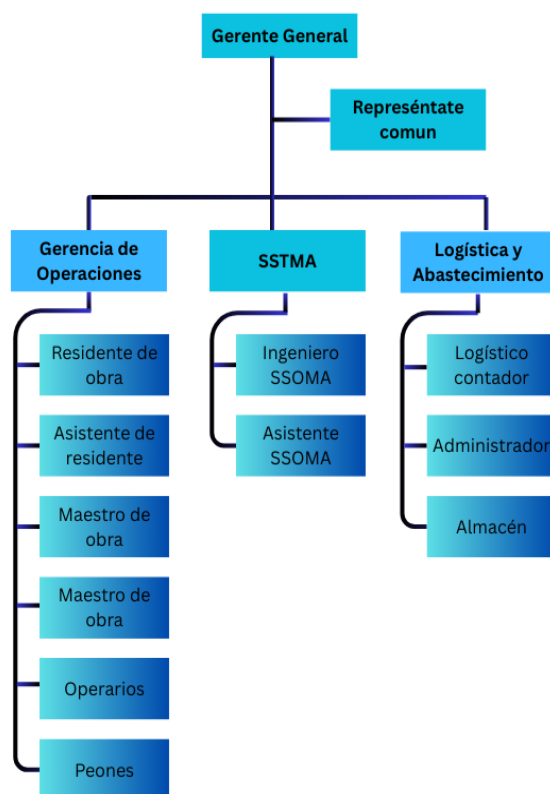 Gerente General
Represéntate
comun
Gerencia de
Operaciones
SSTMA
Logística y
Abastecimiento
Residente de
obra
Asistente de
residente
Maestro de
obra
Maestro de
obra
Operarios
Peones
Ingeniero
SSOMA
Asistente
SSOMA
Logístico
contador
Administrador
Almacén